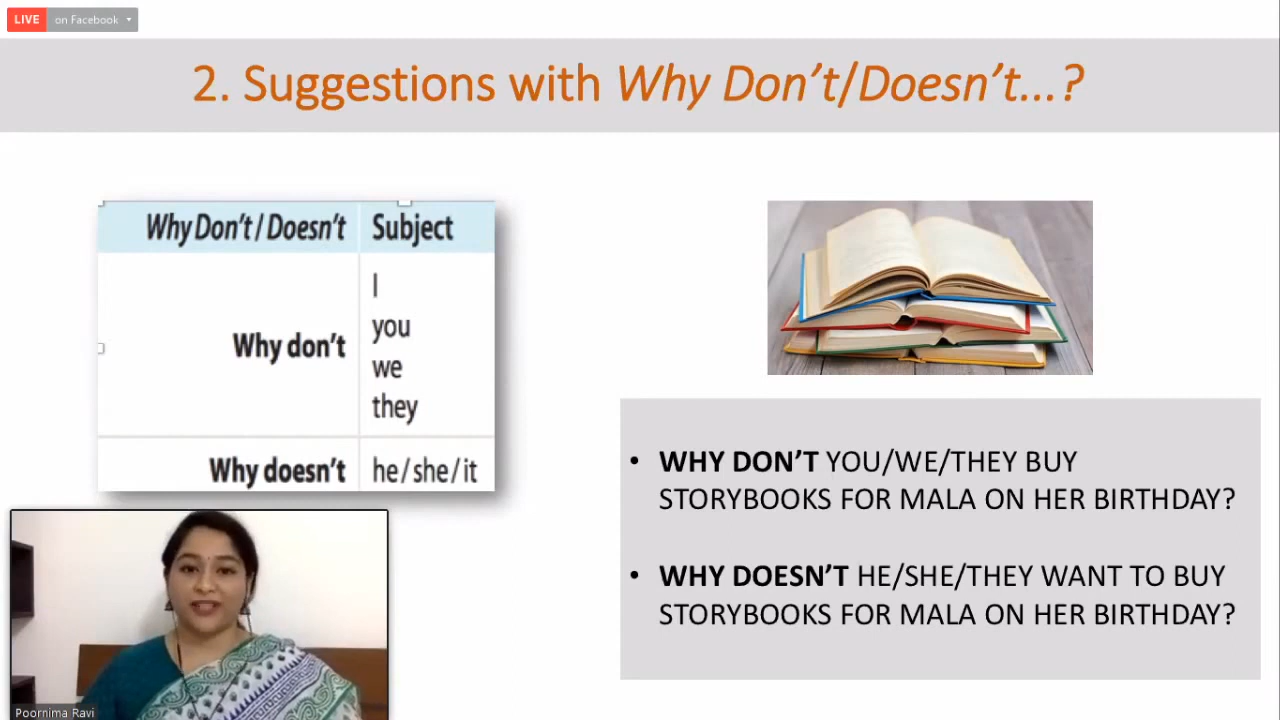 LIVE on Facebook
2. Suggestions with Why Don't/Doesn't...?
Why Don't / Doesn't Subject
Why don't
I
you
we
they
Why doesn't he / she / it
• WHY DON'T YOU/WE/THEY BUY
STORYBOOKS FOR MALA ON HER BIRTHDAY?
• WHY DOESN'T HE/SHE/THEY WANT TO BUY
STORYBOOKS FOR MALA ON HER BIRTHDAY?
Poornima Ravi